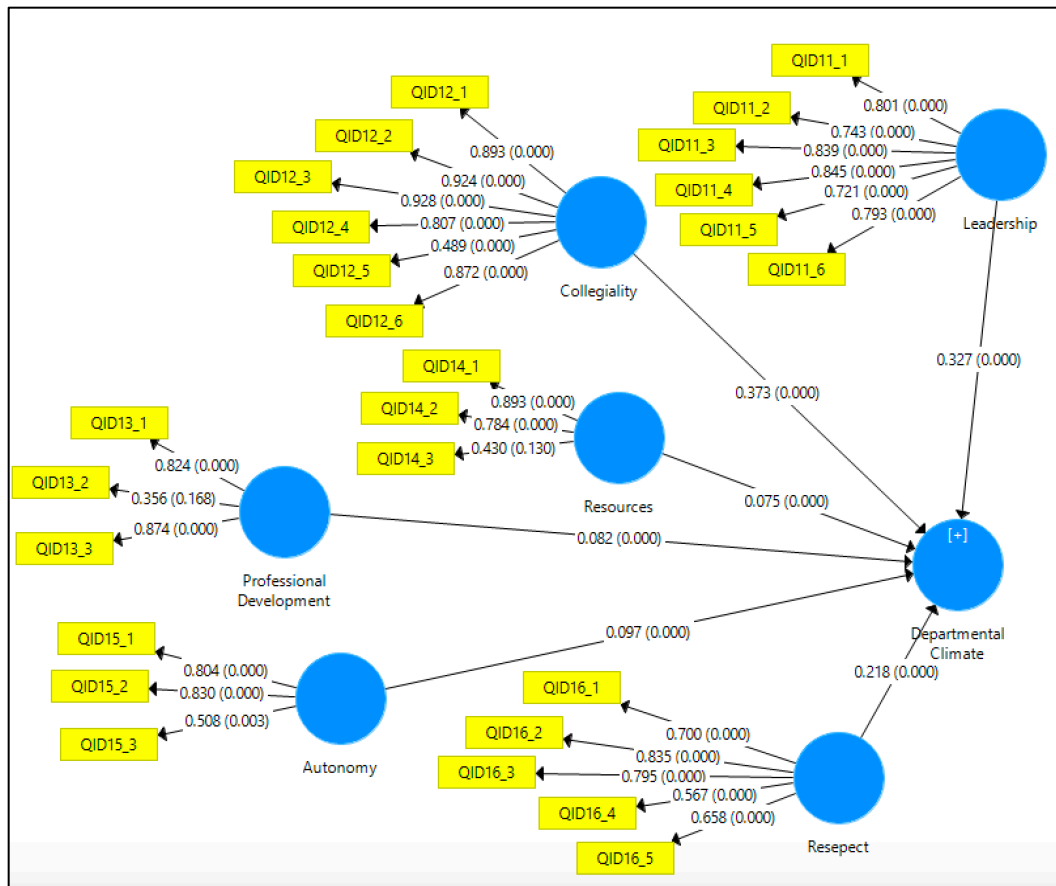 QID11_1
QID11_2
QID11_3
QID11_4
QID11_5
QID11_6
0.801 (0.000)
0.743 (0.000)
0.839 (0.000)
0.845 (0.000)
0.721 (0.000)
0.793 (0.000)
Leadership
QID12_1
QID12_2
QID12_3
QID12_4
QID12_5
QID12_6
0.893 (0.000)
0.924 (0.000)
0.928 (0.000)
0.807 (0.000)
0.489 (0.000)
0.872 (0.000)
Collegiality
0.327 (0.000)
0.373 (0.000)
QID14_1
QID14_2
QID14_3
0.893 (0.000)
0.784 (0.000)
0.430 (0.130)
Resources
0.075 (0.000)
QID13_1
QID13_2
QID13_3
0.824 (0.000)
0.356 (0.168)
0.874 (0.000)
Professional
Development
0.082 (0.000)
[+]
Departmental
Climate
QID15_1
QID15_2
QID15_3
0.804 (0.000)
0.830 (0.000)
0.508 (0.003)
Autonomy
0.097 (0.000)
0.218 (0.000)
QID16_1
QID16_2
QID16_3
QID16_4
QID16_5
0.700 (0.000)
0.835 (0.000)
0.795 (0.000)
0.567 (0.000)
0.658 (0.000)
Resepect